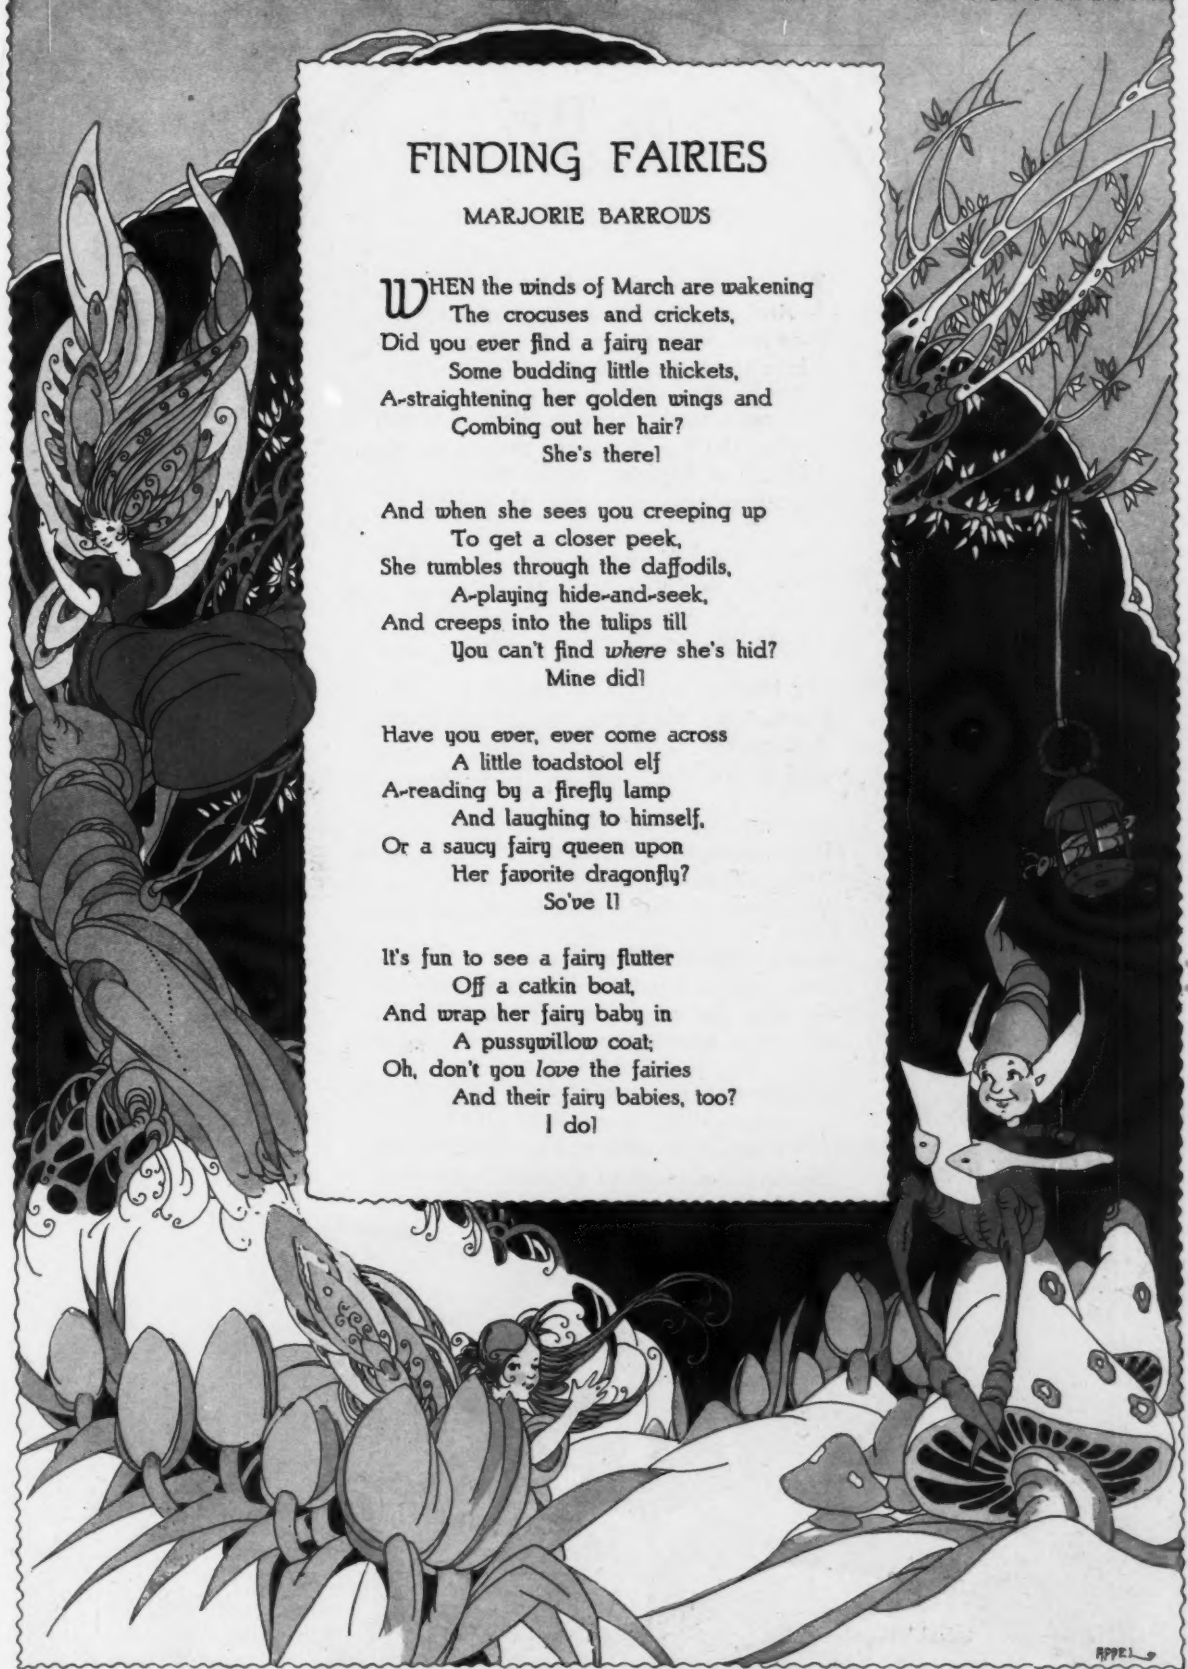 FINDING FAIRIES
MARJORIE BARROWS
WHEN the winds of March are wakening
The crocuses and crickets,
Did you ever find a fairy near
Some budding little thickets,
A-straightening her golden wings and
Combing out her hair?
She's there!
And when she sees you creeping up
To get a closer peek,
She tumbles through the daffodils,
A-playing hide-and-seek,
And creeps into the tulips till
You can't find where she's hid?
Mine did!
Have you ever, ever come across
A little toadstool elf
A-reading by a firefly lamp
And laughing to himself,
Or a saucy fairy queen upon
Her favorite dragonfly?
So've I!
It's fun to see a fairy flutter
Off a catkin boat,
And wrap her fairy baby in
A pussywillow coat;
Oh, don't you love the fairies
And their fairy babies, too?
I do!
APPEL